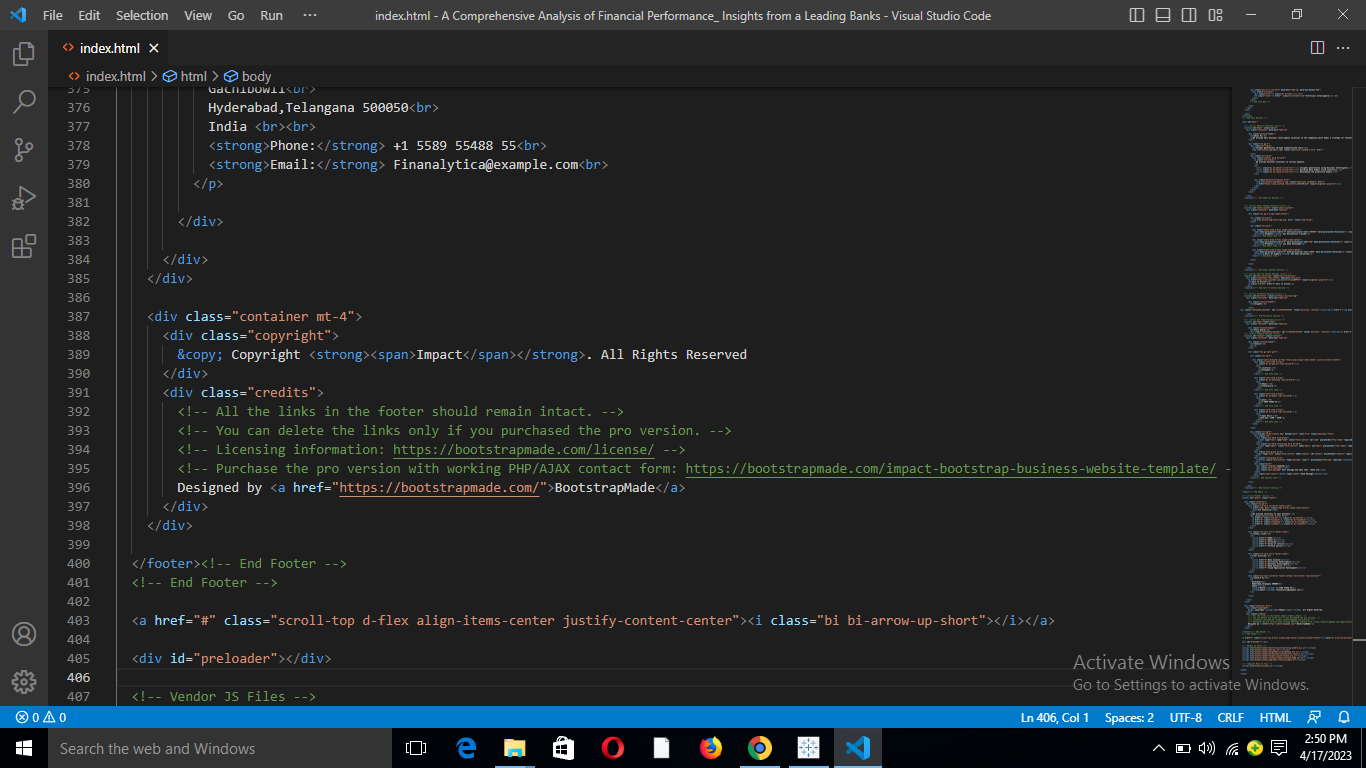 File Edit Selection View Go Run ···
index.html - A Comprehensive Analysis of Financial Performance_ Insights from a Leading Banks - Visual Studio Code
<> index.html ×
<> index.html > html > body
375 Gachibowli<br>
376 Hyderabad,Telangana 500050<br>
377 India <br><br>
378 <strong>Phone:</strong> +1 5589 55488 55<br>
379 <strong>Email:</strong> Finanalytica@example.com<br>
380 </p>
381
382 </div>
383
384 </div>
385 </div>
386
387 <div class="container mt-4">
388 <div class="copyright">
389 &copy; Copyright <strong><span>Impact</span></strong>. All Rights Reserved
390 </div>
391 <div class="credits">
392 <!-- All the links in the footer should remain intact. -->
393 <!-- You can delete the links only if you purchased the pro version. -->
394 <!-- Licensing information: https://bootstrapmade.com/license/ -->
395 <!-- Purchase the pro version with working PHP/AJAX contact form: https://bootstrapmade.com/impact-bootstrap-business-website-template/ -
396 Designed by <a href="https://bootstrapmade.com/">BootstrapMade</a>
397 </div>
398 </div>
399
400 </footer><!-- End Footer -->
401 <!-- End Footer -->
402
403 <a href="#" class="scroll-top d-flex align-items-center justify-content-center"><i class="bi bi-arrow-up-short"></i></a>
404
405 <div id="preloader"></div>
406
407 <!-- Vendor JS Files -->
Activate Windows
Go to Settings to activate Windows.
0 0 Ln 406, Col 1 Spaces: 2 UTF-8 CRLF HTML
Search the web and Windows
2:50 PM
4/17/2023